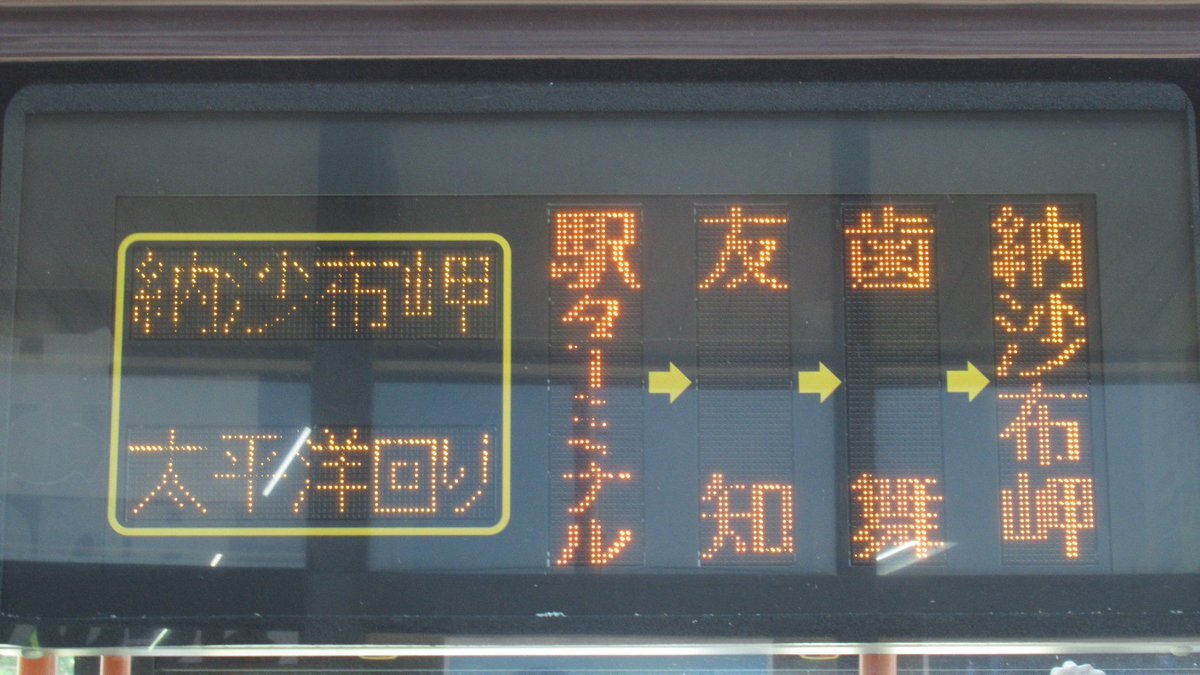 納沙布岬
太平洋回り
駅ターミナル
友知
歯舞
納沙布岬